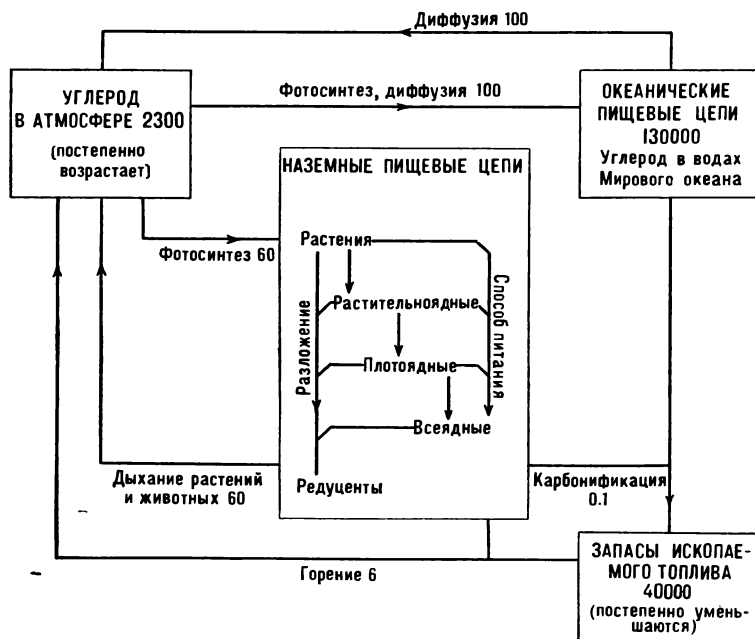 Диффузия 100
УГЛЕРОД
В АТМОСФЕРЕ 2300
(постепенно
возрастает)
Фотосинтез, диффузия 100
ОКЕАНИЧЕСКИЕ
ПИЩЕВЫЕ ЦЕПИ
130000
Углерод в водах
Мирового океана
НАЗЕМНЫЕ ПИЩЕВЫЕ ЦЕПИ
Фотосинтез 60
Растения
Растительноядные
Плотоядные
Всеядные
Редуценты
Разложение
Способ питания
Дыхание растений
и животных 60
Карбонификация
0.1
Горение 6
ЗАПАСЫ ИСКОПАЕ-
МОГО ТОПЛИВА
40000
(постепенно умень-
шаются)